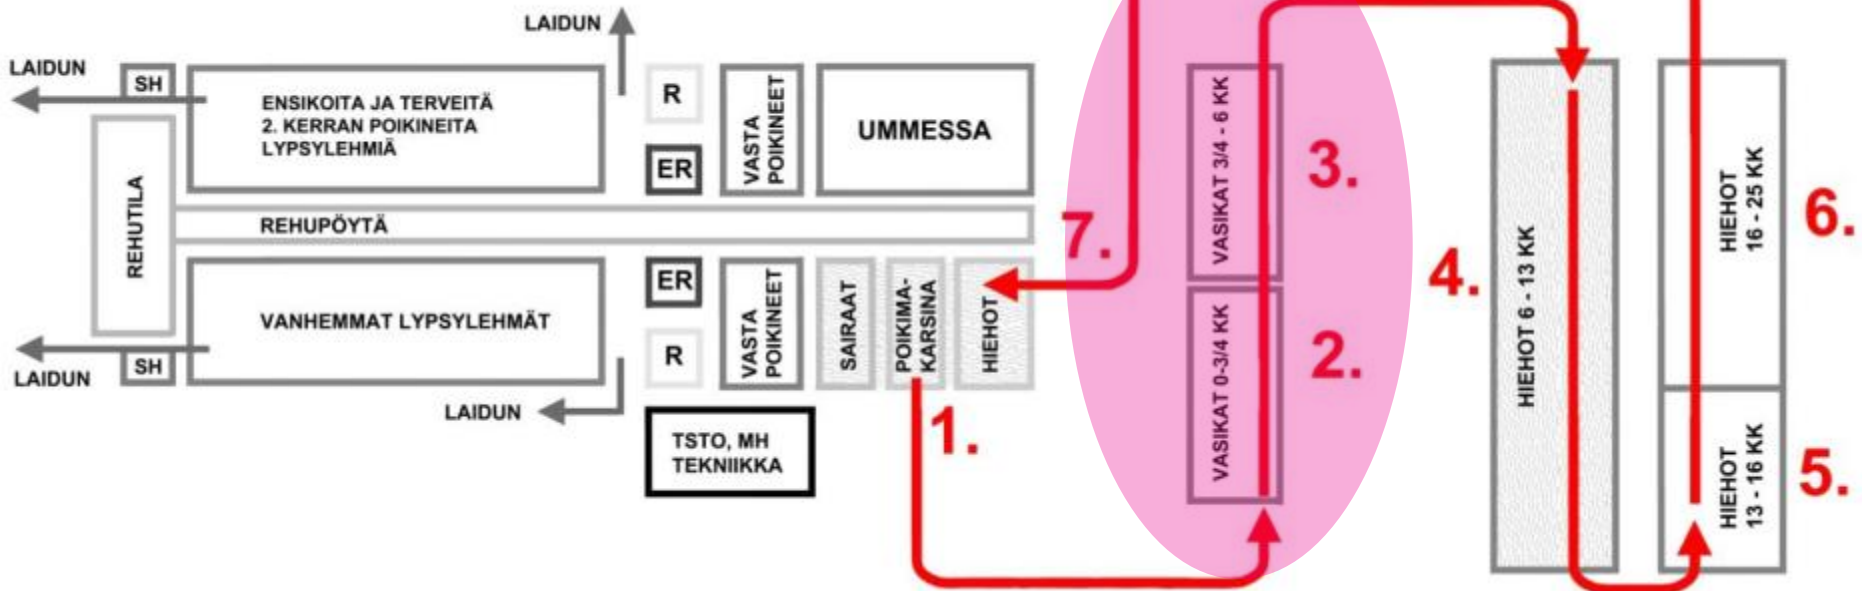 LAIDUN
LAIDUN
SH
ENSIKOITA JA TERVEITÄ
2. KERRAN POIKINEITA
LYPSYLEHMIÄ
R
ER
VASTA
POIKINEET
UMMESSA
REHUTILA
REHUPÖYTÄ
VANHEMMAT LYPSYLEHMÄT
SH
LAIDUN
LAIDUN
ER
R
VASTA
POIKINEET
SAIRAAT
POIKIMA-
KARSINA
HIEHOT
TSTO, MH
TEKNIIKKA
1.
7.
VASIKAT 3/4 - 6 KK
3.
VASIKAT 0-3/4 KK
2.
4.
HIEHOT 6 - 13 KK
HIEHOT
16 - 25 KK
6.
HIEHOT
13 - 16 KK
5.